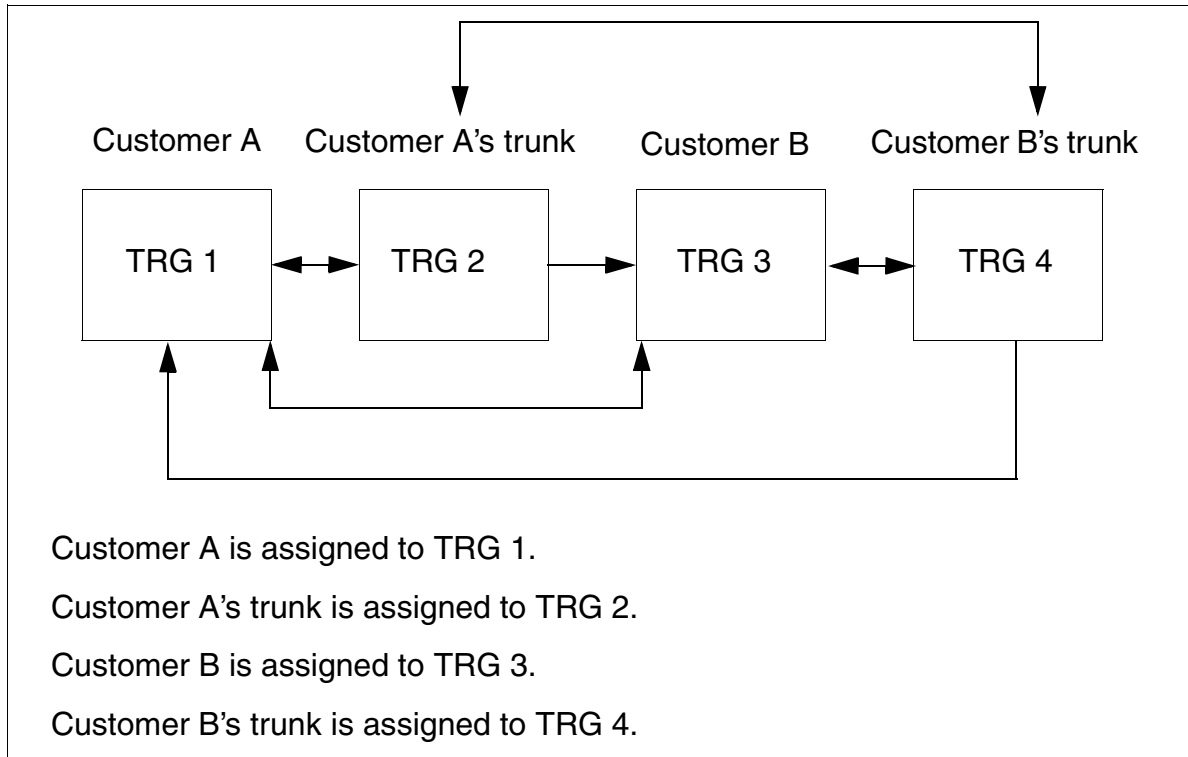 Customer A
Customer A’s trunk
Customer B
Customer B’s trunk
TRG 1
TRG 2
TRG 3
TRG 4
Customer A is assigned to TRG 1.
Customer A’s trunk is assigned to TRG 2.
Customer B is assigned to TRG 3.
Customer B’s trunk is assigned to TRG 4.